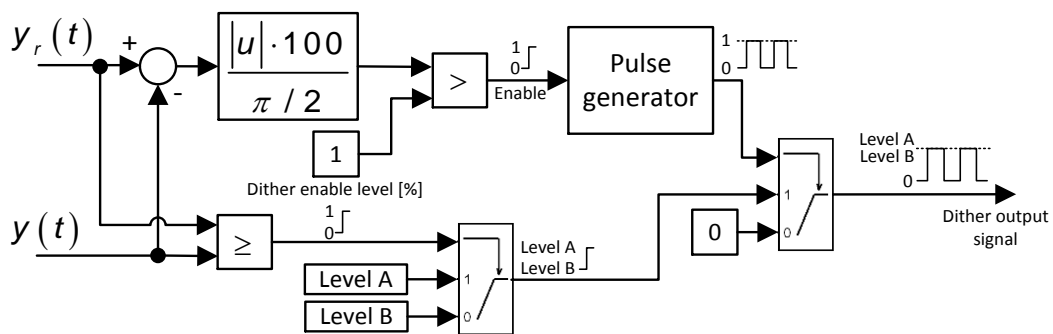 y_r(t)
+
-
|u|·100
π / 2
>
1
0
Enable
Pulse
generator
1
0
1
Dither enable level [%]
Level A
Level B
0
1
0
0
Dither output
signal
y(t)
≥
1
0
Level A
Level B
1
0
Level A
Level B